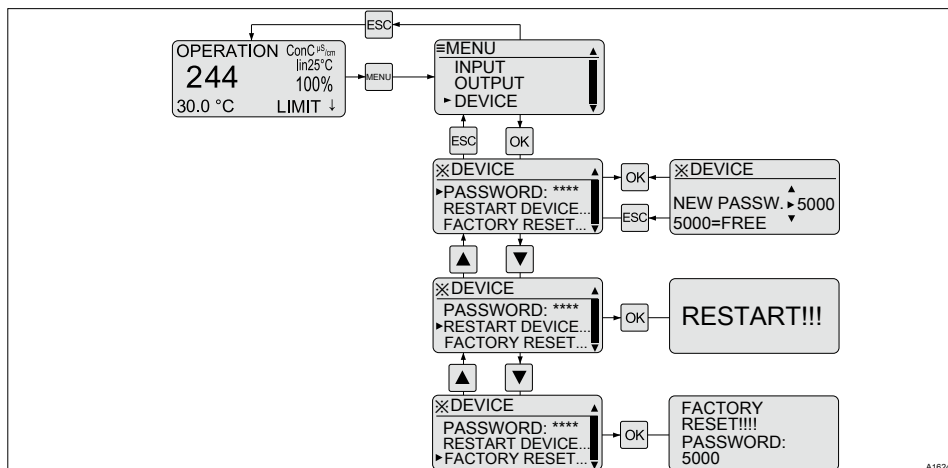 ESC
OPERATION ConC µS/cm
lin25°C
244 100%
30.0 °C LIMIT ↓
MENU
≡MENU ▲
INPUT
OUTPUT
►DEVICE ▼
ESC OK
※DEVICE ▲
►PASSWORD: ****
RESTART DEVICE...
FACTORY RESET... ▼
OK
ESC
※DEVICE
▲
NEW PASSW. ►5000
5000=FREE ▼
▲ ▼
※DEVICE ▲
PASSWORD: ****
►RESTART DEVICE...
FACTORY RESET... ▼
OK
RESTART!!!
▲ ▼
※DEVICE ▲
PASSWORD: ****
RESTART DEVICE...
►FACTORY RESET... ▼
OK
FACTORY
RESET!!!!
PASSWORD:
5000